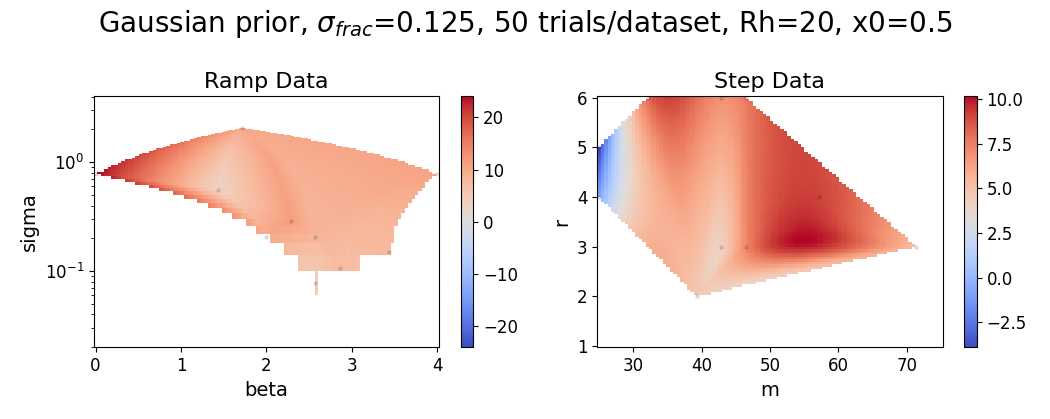 Gaussian prior, σ_frac=0.125, 50 trials/dataset, Rh=20, x0=0.5
Ramp Data
sigma
10⁰
10⁻¹
0 1 2 3 4
beta
20
10
0
−10
−20
Step Data
r
6
5
4
3
2
1
30 40 50 60 70
m
10.0
7.5
5.0
2.5
0.0
−2.5